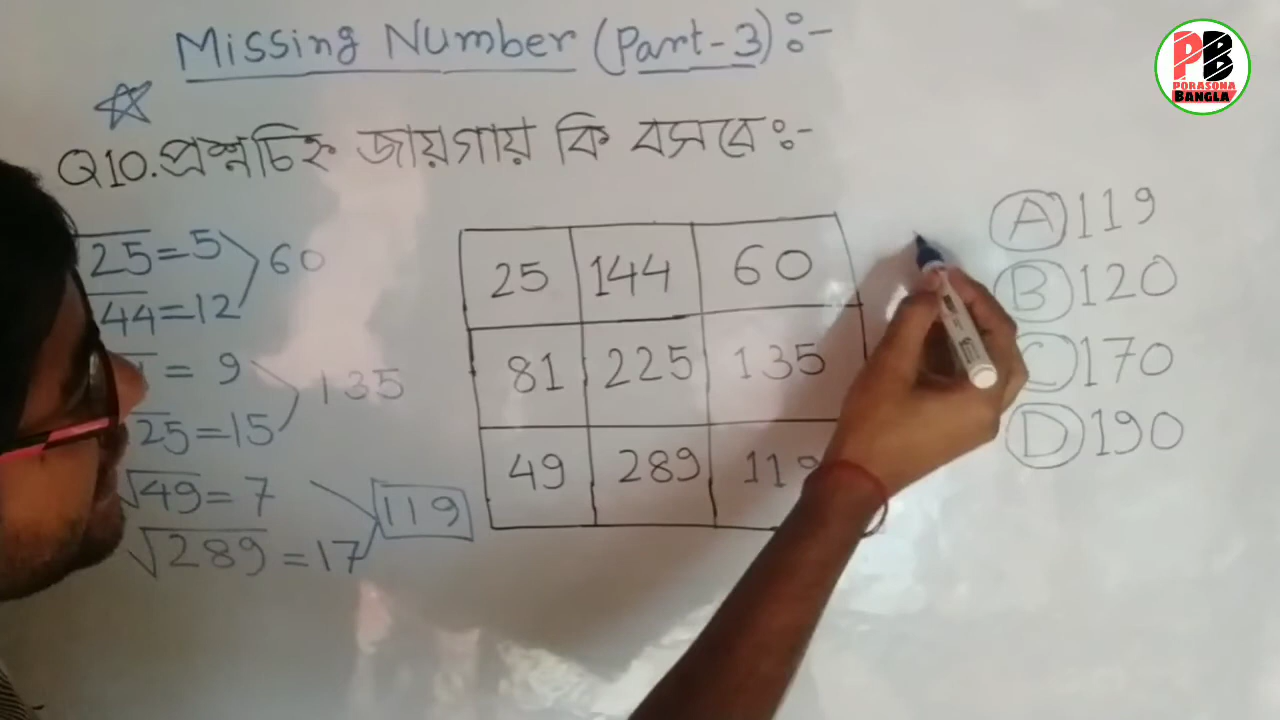 Missing Number (Part-3) :-
PB
PORASONA
BANGLA
Q10. প্রশ্নচিহ্ন জায়গায় কি বসবে :-
25 = 5
60
44 = 12
= 9
135
25 = 15
√49 = 7
119
√289 = 17
25 144 60
81 225 135
49 289 119
A 119
B 120
C 170
D 190